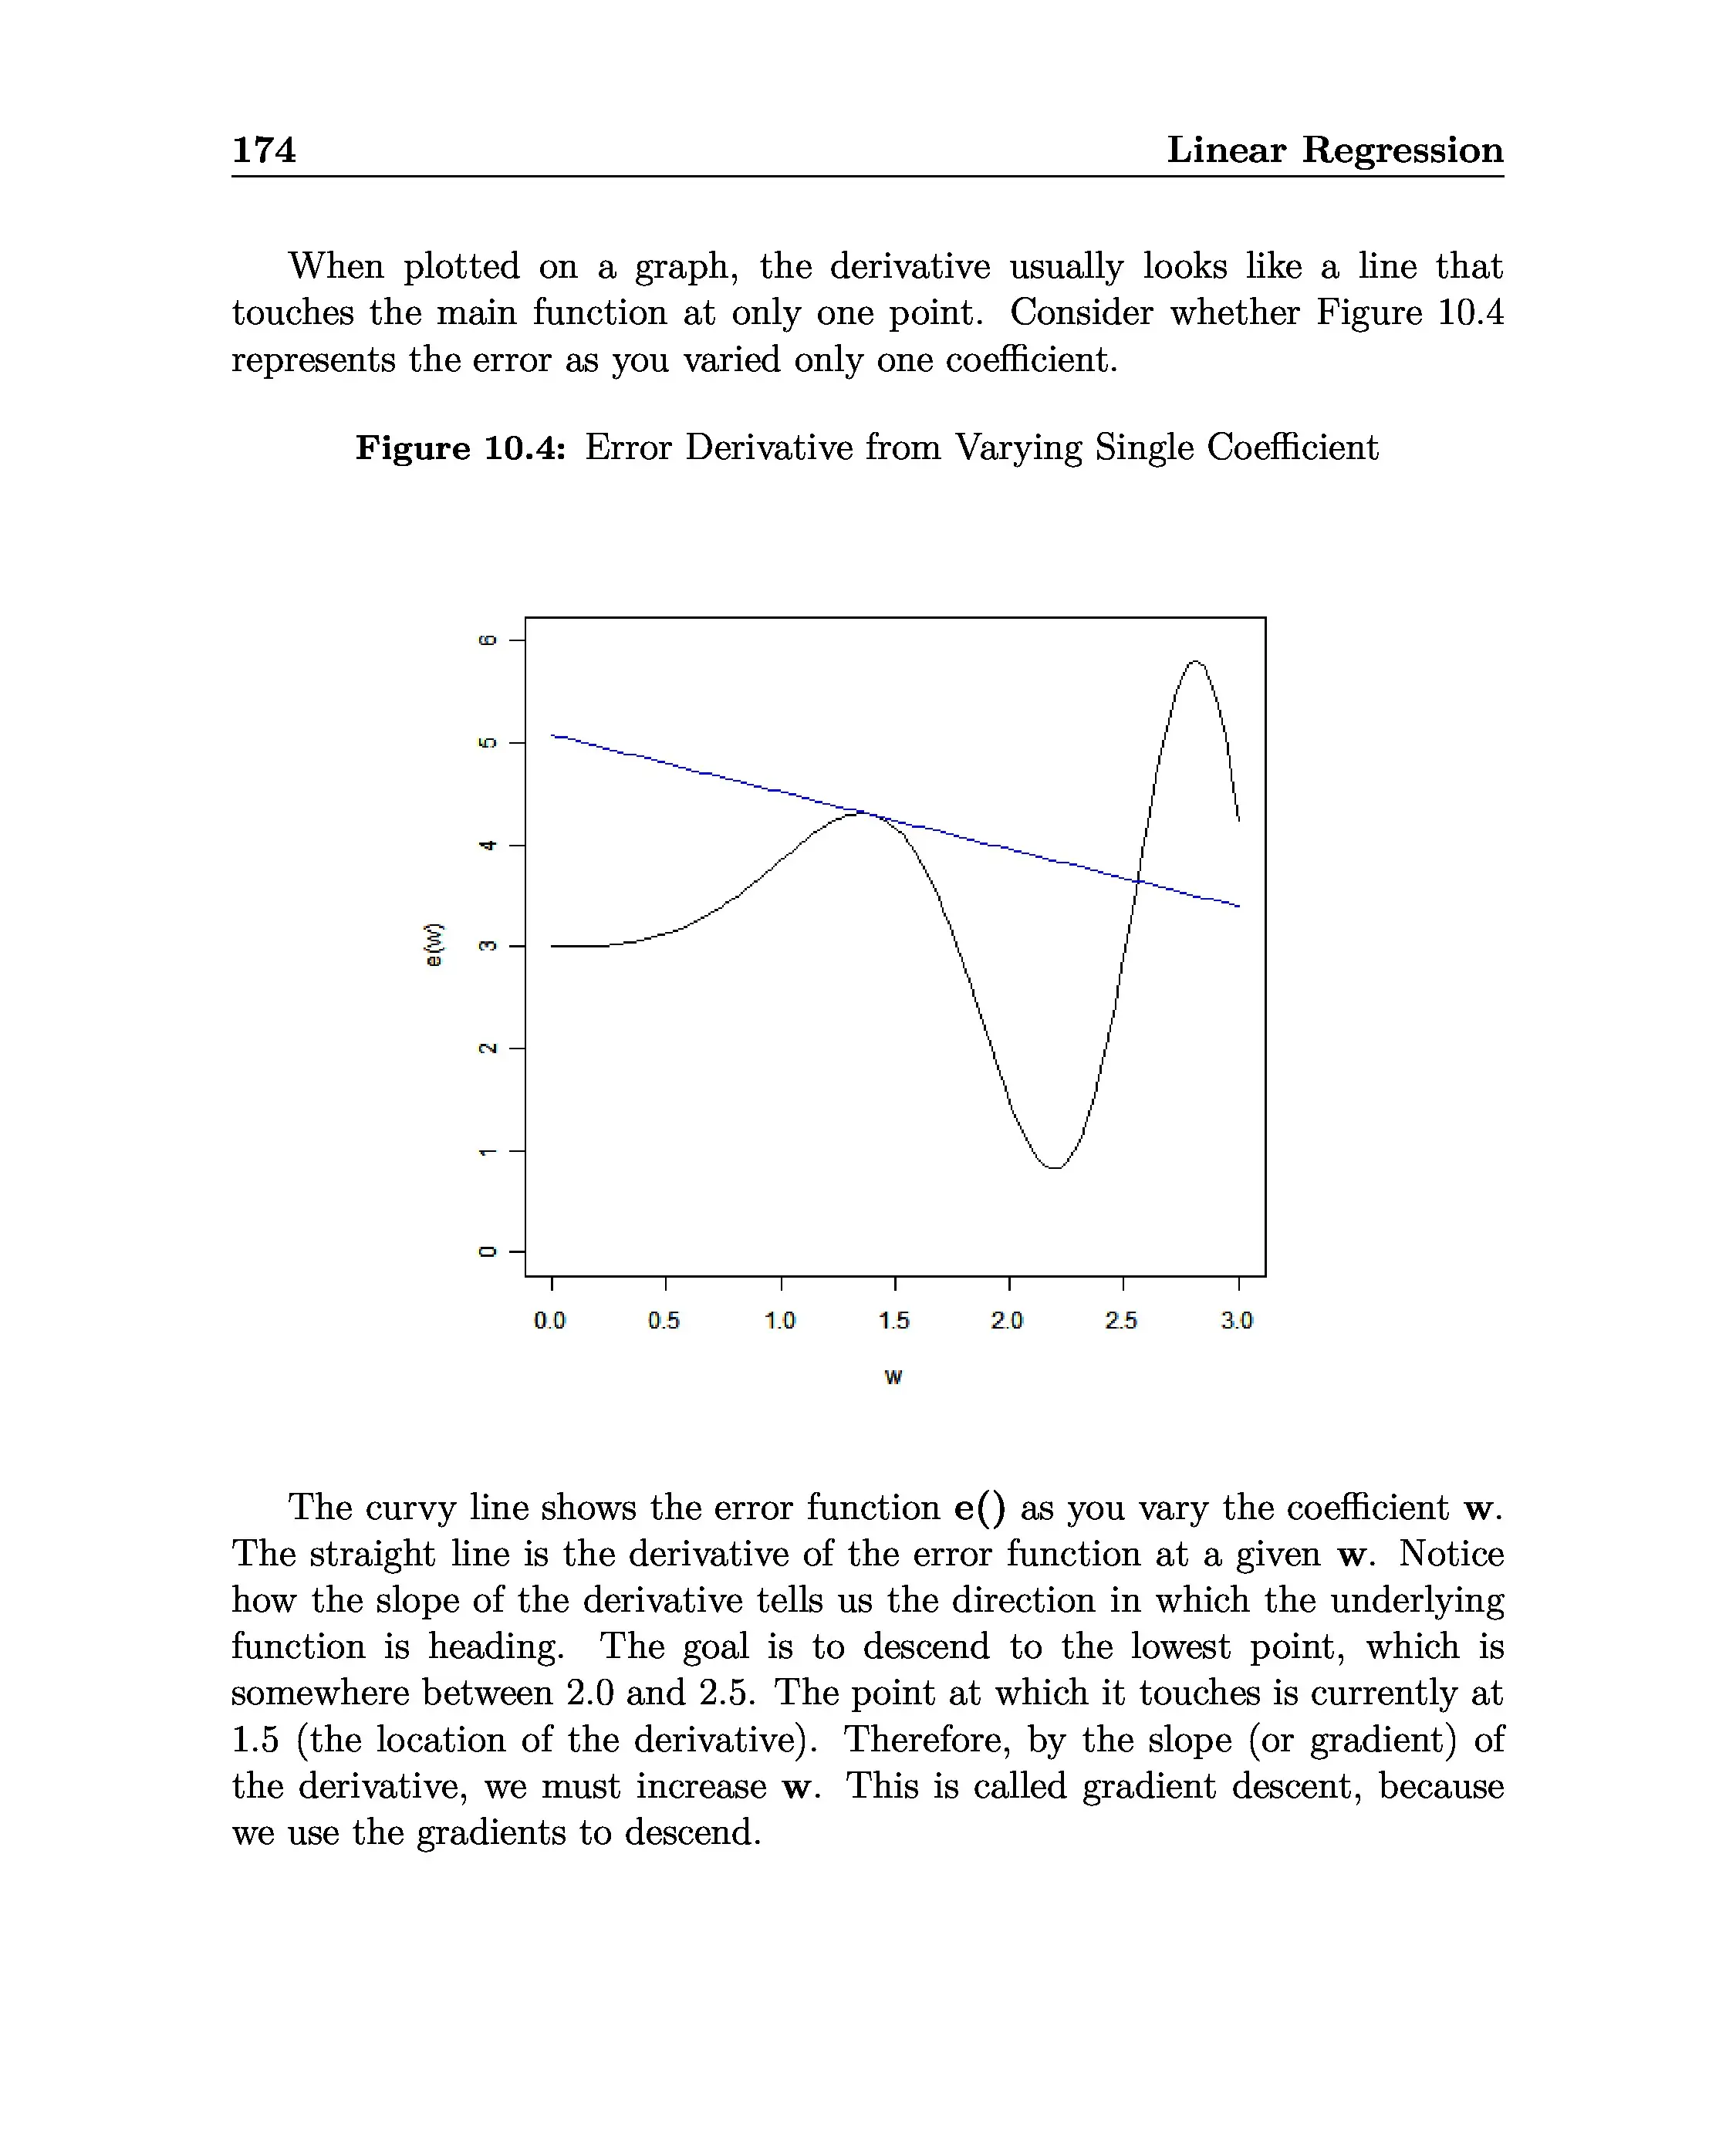 174 Linear Regression
When plotted on a graph, the derivative usually looks like a line that
touches the main function at only one point. Consider whether Figure 10.4
represents the error as you varied only one coefficient.
Figure 10.4: Error Derivative from Varying Single Coefficient
6
5
4
3
2
1
0
e(w)
0.0 0.5 1.0 1.5 2.0 2.5 3.0
w
The curvy line shows the error function e() as you vary the coefficient w.
The straight line is the derivative of the error function at a given w. Notice
how the slope of the derivative tells us the direction in which the underlying
function is heading. The goal is to descend to the lowest point, which is
somewhere between 2.0 and 2.5. The point at which it touches is currently at
1.5 (the location of the derivative). Therefore, by the slope (or gradient) of
the derivative, we must increase w. This is called gradient descent, because
we use the gradients to descend.